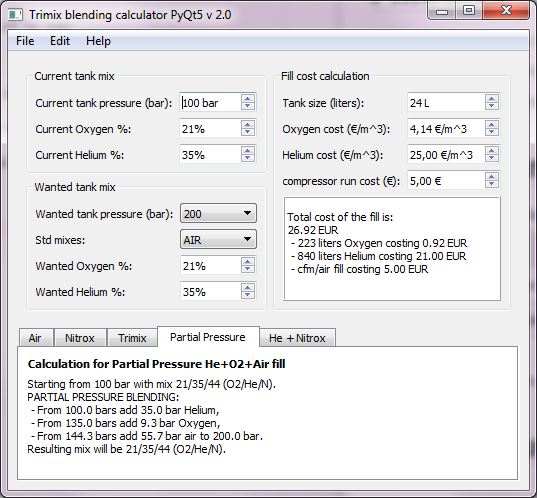 Trimix blending calculator PyQt5 v 2.0
File Edit Help
Current tank mix
Current tank pressure (bar): 100 bar
Current Oxygen %: 21%
Current Helium %: 35%
Wanted tank mix
Wanted tank pressure (bar): 200
Std mixes: AIR
Wanted Oxygen %: 21%
Wanted Helium %: 35%
Fill cost calculation
Tank size (liters): 24 L
Oxygen cost (€/m^3): 4,14 €/m^3
Helium cost (€/m^3): 25,00 €/m^3
compressor run cost (€): 5,00 €
Total cost of the fill is:
26.92 EUR
- 223 liters Oxygen costing 0.92 EUR
- 840 liters Helium costing 21.00 EUR
- cfm/air fill costing 5.00 EUR
Air Nitrox Trimix Partial Pressure He + Nitrox
Calculation for Partial Pressure He+O2+Air fill
Starting from 100 bar with mix 21/35/44 (O2/He/N).
PARTIAL PRESSURE BLENDING:
- From 100.0 bars add 35.0 bar Helium,
- From 135.0 bars add 9.3 bar Oxygen,
- From 144.3 bars add 55.7 bar air to 200.0 bar.
Resulting mix will be 21/35/44 (O2/He/N).